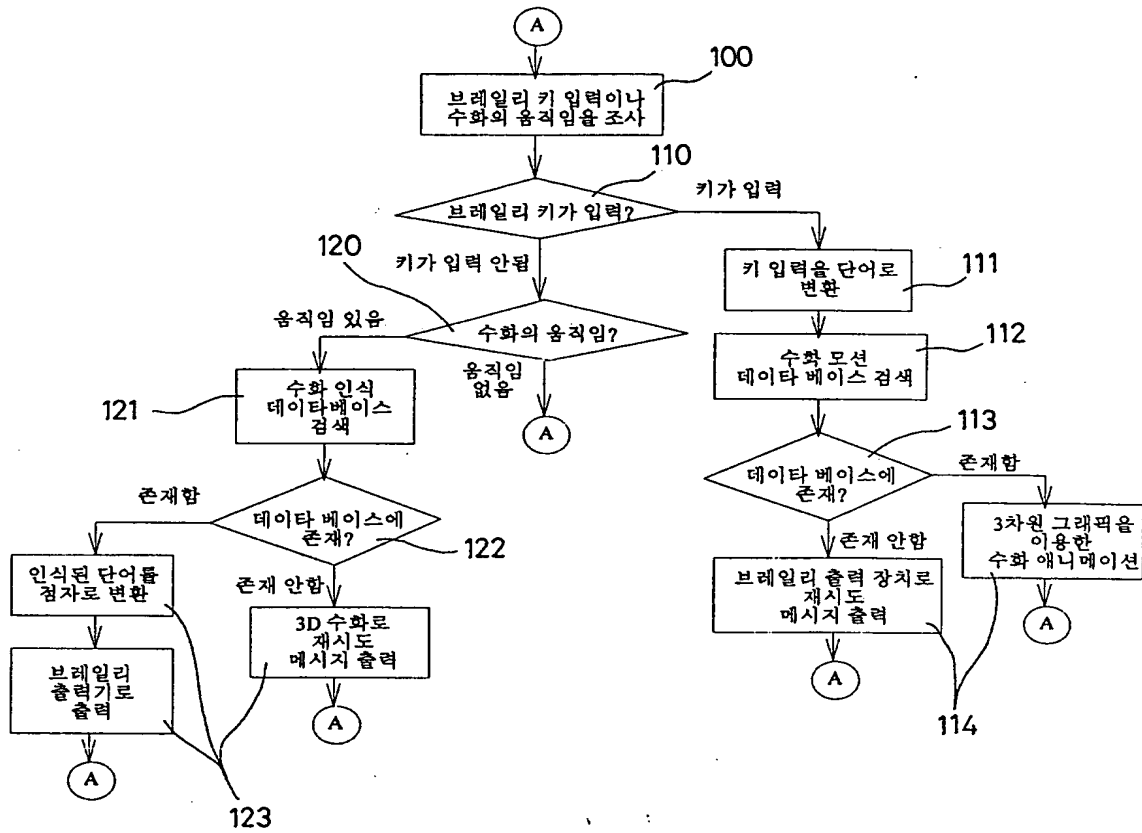 A
100
브레일리 키 입력이나
수화의 움직임을 조사
110
브레일리 키가 입력?
키가 입력
120
키가 입력 안됨
키 입력을 단어로
변환
111
움직임 있음
수화의 움직임?
움직임
없음
A
수화 모션
데이타 베이스 검색
112
121
수화 인식
데이타베이스
검색
113
데이타 베이스에
존재?
존재함
존재함
데이타 베이스에
존재?
122
존재 안함
3차원 그래픽을
이용한
수화 애니메이션
A
인식된 단어를
점자로 변환
존재 안함
브레일리 출력 장치로
재시도
메시지 출력
A
3D 수화로
재시도
메시지 출력
A
브레일리
출력기로
출력
A
114
123